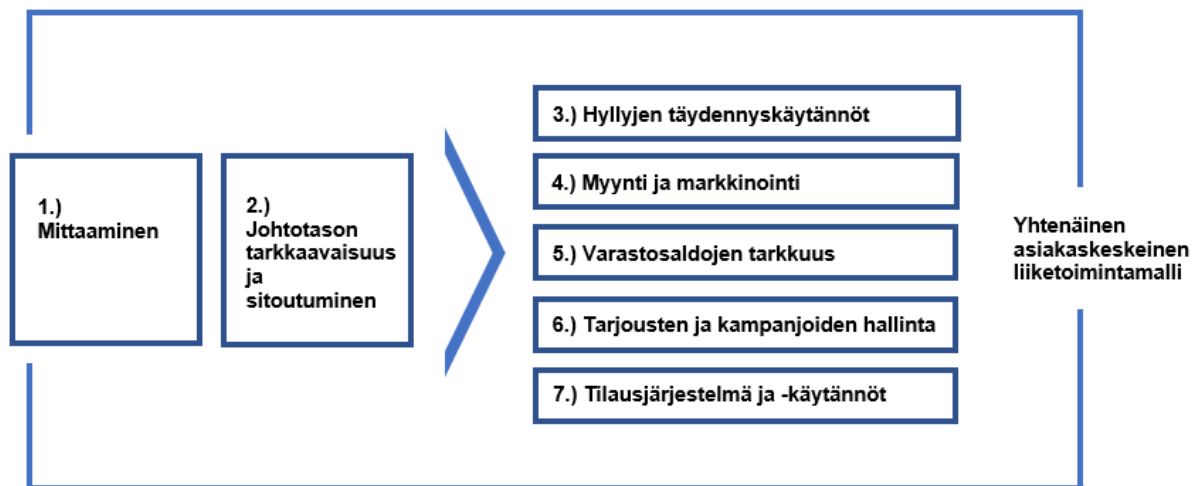 1.)
Mittaaminen
2.)
Johtotason
tarkkaavaisuus
ja
sitoutuminen
3.) Hyllyjen täydennyskäytännöt
4.) Myynti ja markkinointi
5.) Varastosaldojen tarkkuus
6.) Tarjousten ja kampanjoiden hallinta
7.) Tilausjärjestelmä ja -käytännöt
Yhtenäinen
asiakaskeskeinen
liiketoimintamalli